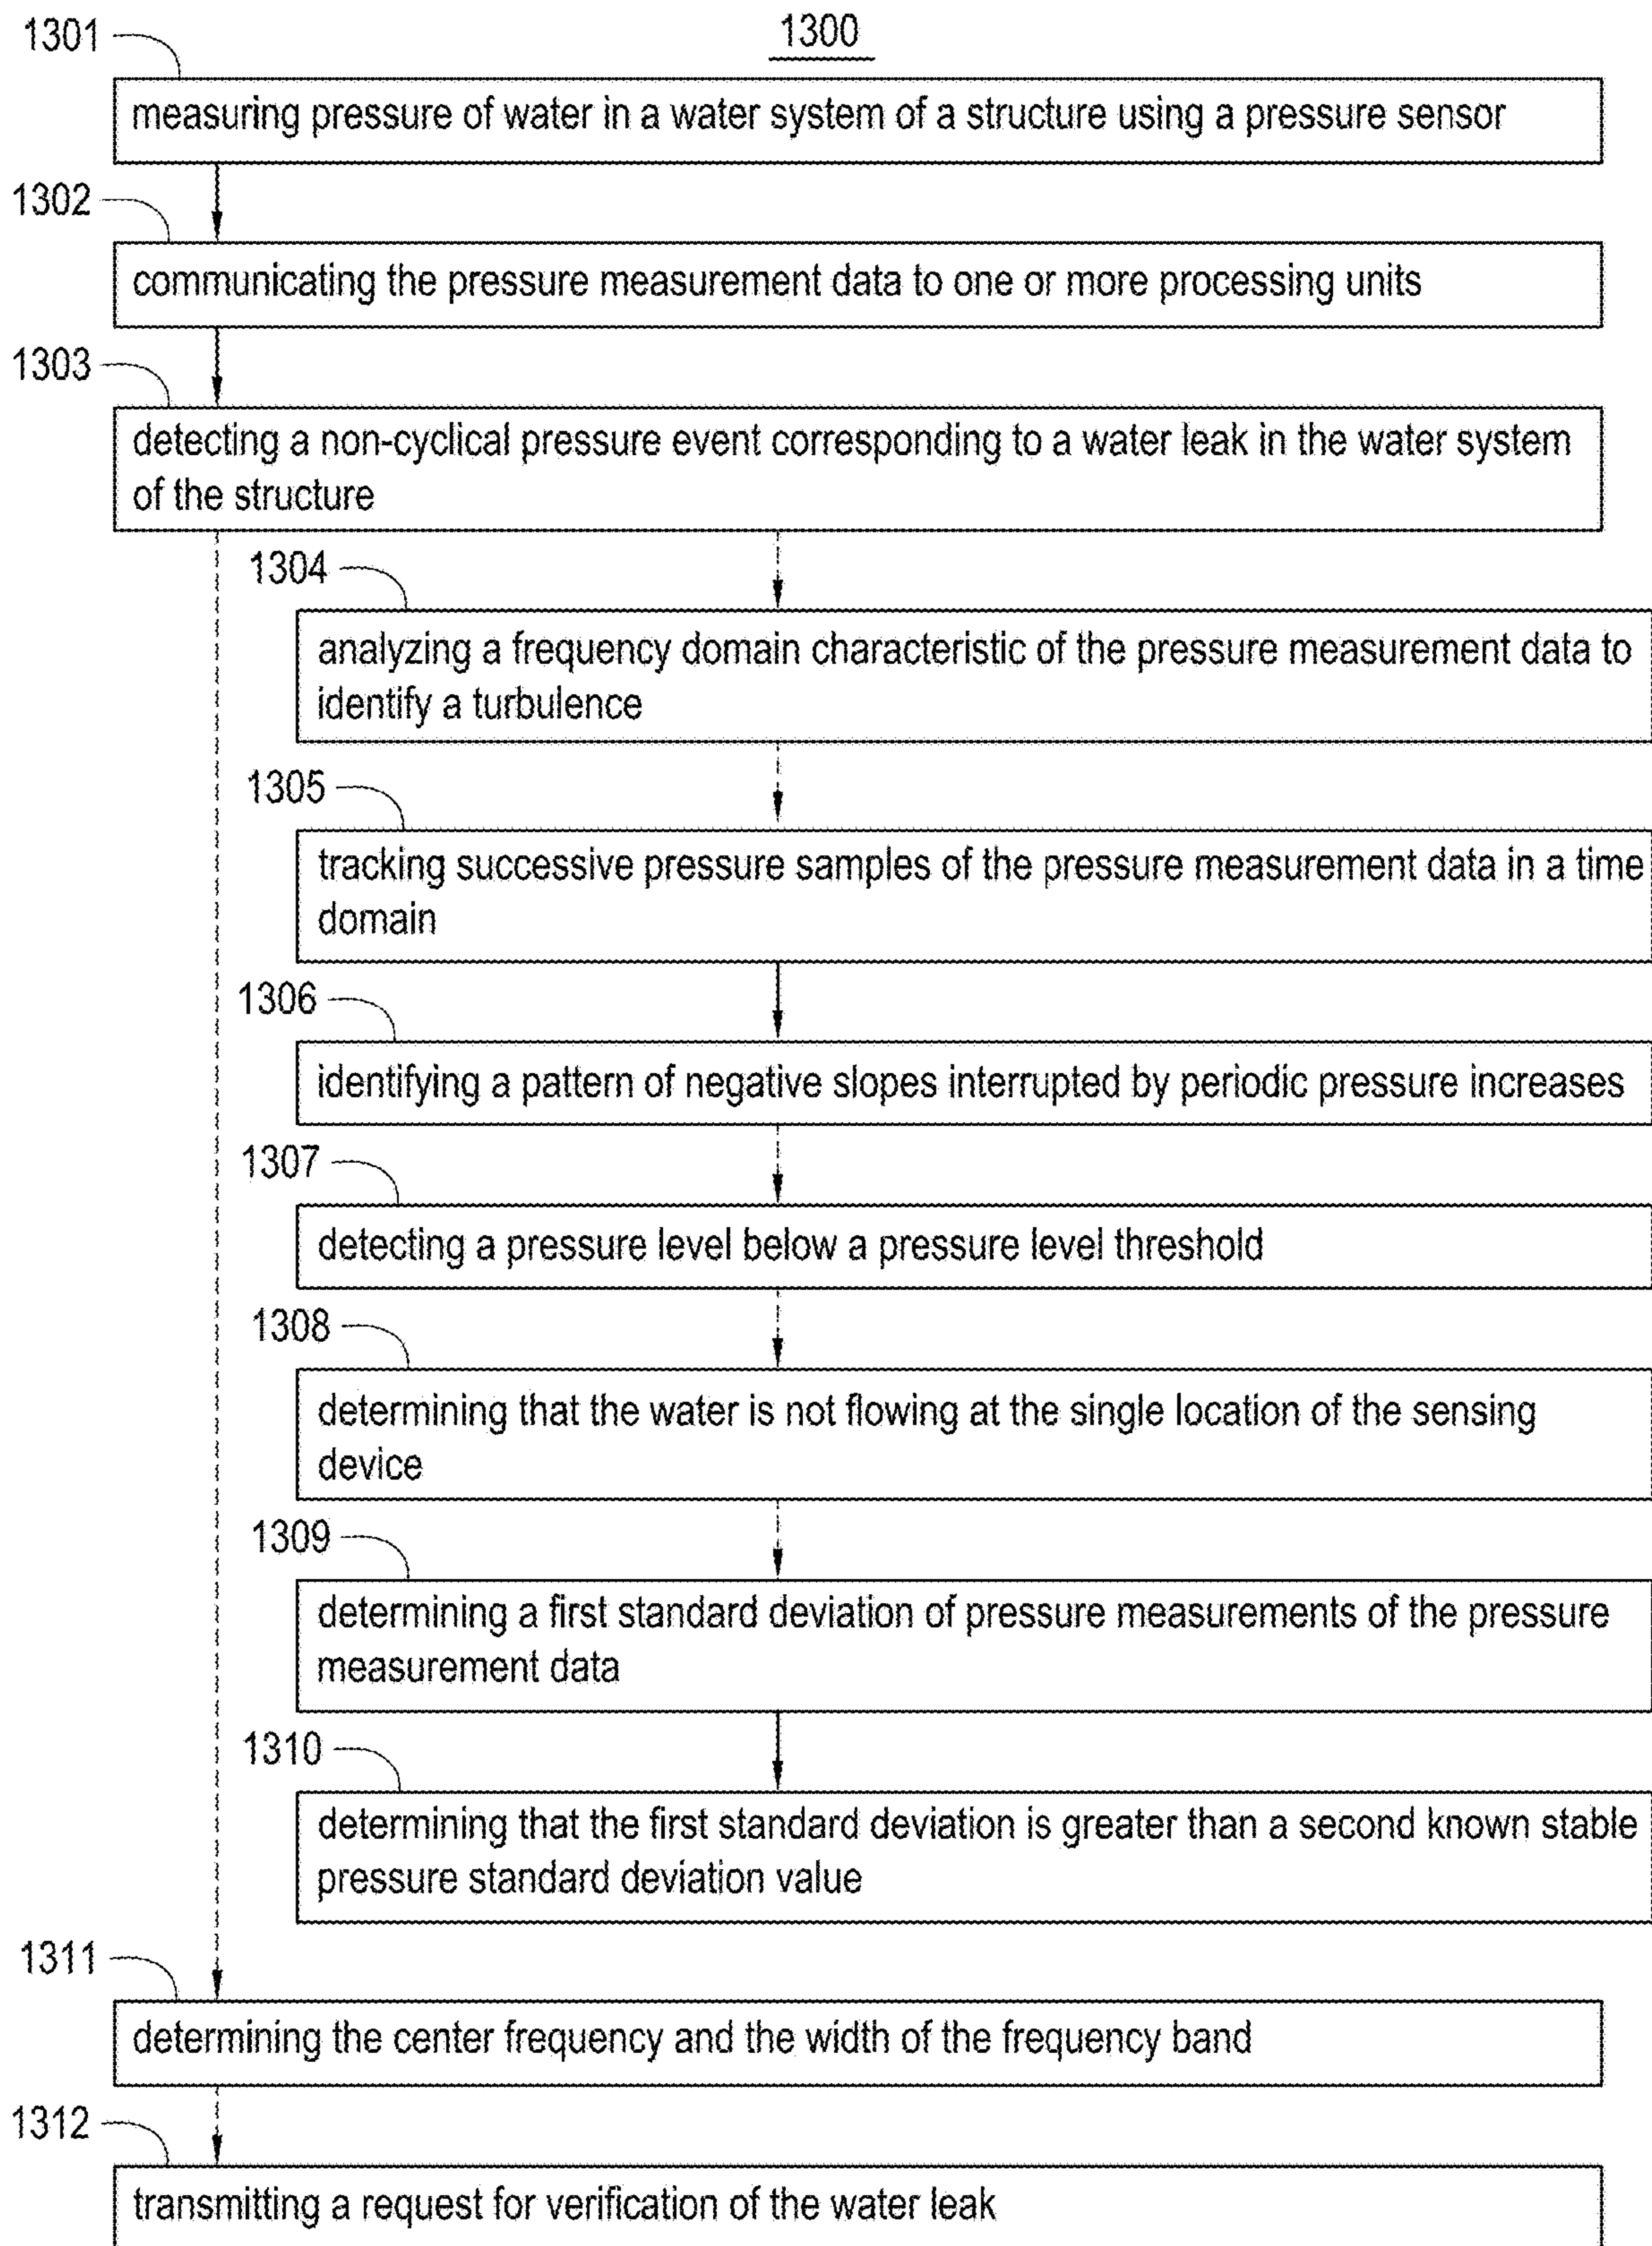 1300
1301
measuring pressure of water in a water system of a structure using a pressure sensor
1302
communicating the pressure measurement data to one or more processing units
1303
detecting a non-cyclical pressure event corresponding to a water leak in the water system
of the structure
1304
analyzing a frequency domain characteristic of the pressure measurement data to
identify a turbulence
1305
tracking successive pressure samples of the pressure measurement data in a time
domain
1306
identifying a pattern of negative slopes interrupted by periodic pressure increases
1307
detecting a pressure level below a pressure level threshold
1308
determining that the water is not flowing at the single location of the sensing
device
1309
determining a first standard deviation of pressure measurements of the pressure
measurement data
1310
determining that the first standard deviation is greater than a second known stable
pressure standard deviation value
1311
determining the center frequency and the width of the frequency band
1312
transmitting a request for verification of the water leak